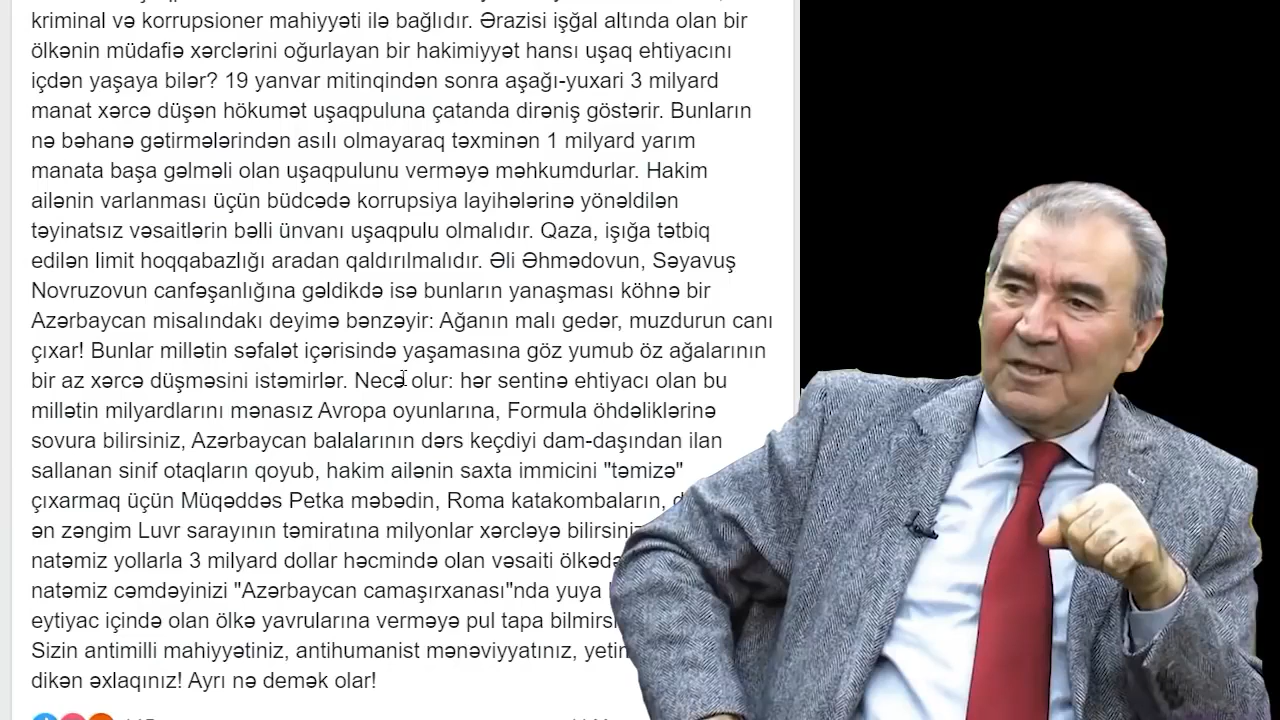 kriminal və korrupsioner mahiyyəti ilə bağlıdır. Ərazisi işğal altında olan bir
ölkənin müdafiə xərclərini oğurlayan bir hakimiyyət hansı uşaq ehtiyacını
içdən yaşaya bilər? 19 yanvar mitinqindən sonra aşağı-yuxari 3 milyard
manat xərcə düşən hökumət uşaqpuluna çatanda dirəniş göstərir. Bunların
nə bəhanə gətirmələrindən asılı olmayaraq təxminən 1 milyard yarım
manata başa gəlməli olan uşaqpulunu verməyə məhkumdurlar. Hakim
ailənin varlanması üçün büdcədə korrupsiya layihələrinə yönəldilən
təyinatsız vəsaitlərin bəlli ünvanı uşaqpulu olmalıdır. Qaza, işığa tətbiq
edilən limit hoqqabazlığı aradan qaldırılmalıdır. Əli Əhmədovun, Səyavuş
Novruzovun canfəşanlığına gəldikdə isə bunların yanaşması köhnə bir
Azərbaycan misalındakı deyimə bənzəyir: Ağanın malı gedər, muzdurun canı
çıxar! Bunlar millətin səfalət içərisində yaşamasına göz yumub öz ağalarının
bir az xərcə düşməsini istəmirlər. Necə olur: hər sentinə ehtiyacı olan bu
millətin milyardlarını mənasız Avropa oyunlarına, Formula öhdəliklərinə
sovura bilirsiniz, Azərbaycan balalarının dərs keçdiyi dam-daşından ilan
sallanan sinif otaqların qoyub, hakim ailənin saxta immicini "təmizə"
çıxarmaq üçün Müqəddəs Petka məbədin, Roma katakombaların,
ən zəngim Luvr sarayının təmiratına milyonlar xərcləyə bilirsiniz
natəmiz yollarla 3 milyard dollar həcmində olan vəsaiti ölkədə
natəmiz cəmdəyinizi "Azərbaycan camaşırxanası"nda yuya
eytiyac içində olan ölkə yavrularına verməyə pul tapa
Sizin antimilli mahiyyətiniz, antihumanist mənəviyyatınız,
dikən əxlaqınız! Ayrı nə demək olar!